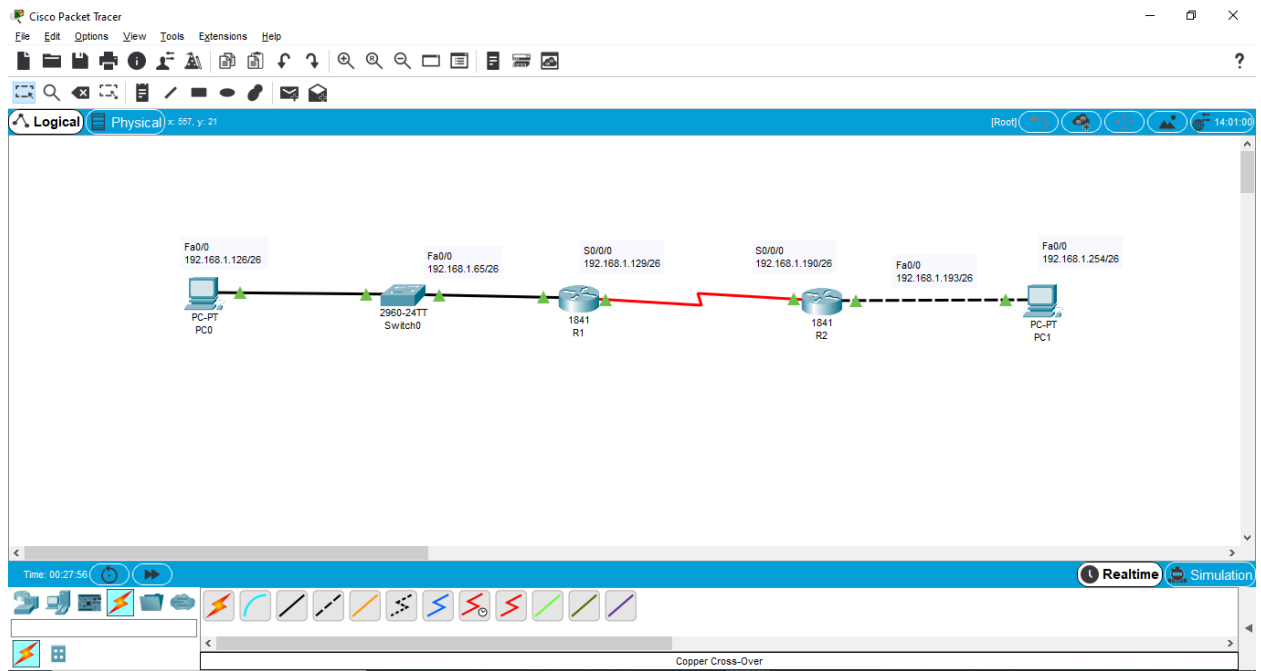 Cisco Packet Tracer
File Edit Options View Tools Extensions Help
?
Logical Physical x: 557, y: 21 [Root] 14:01:00
Fa0/0
192.168.1.126/26
Fa0/0
192.168.1.65/26
S0/0/0
192.168.1.129/26
S0/0/0
192.168.1.190/26
Fa0/0
192.168.1.193/26
Fa0/0
192.168.1.254/26
PC-PT
PC0
2960-24TT
Switch0
1841
R1
1841
R2
PC-PT
PC1
Time: 00:27:56 Realtime Simulation
Copper Cross-Over